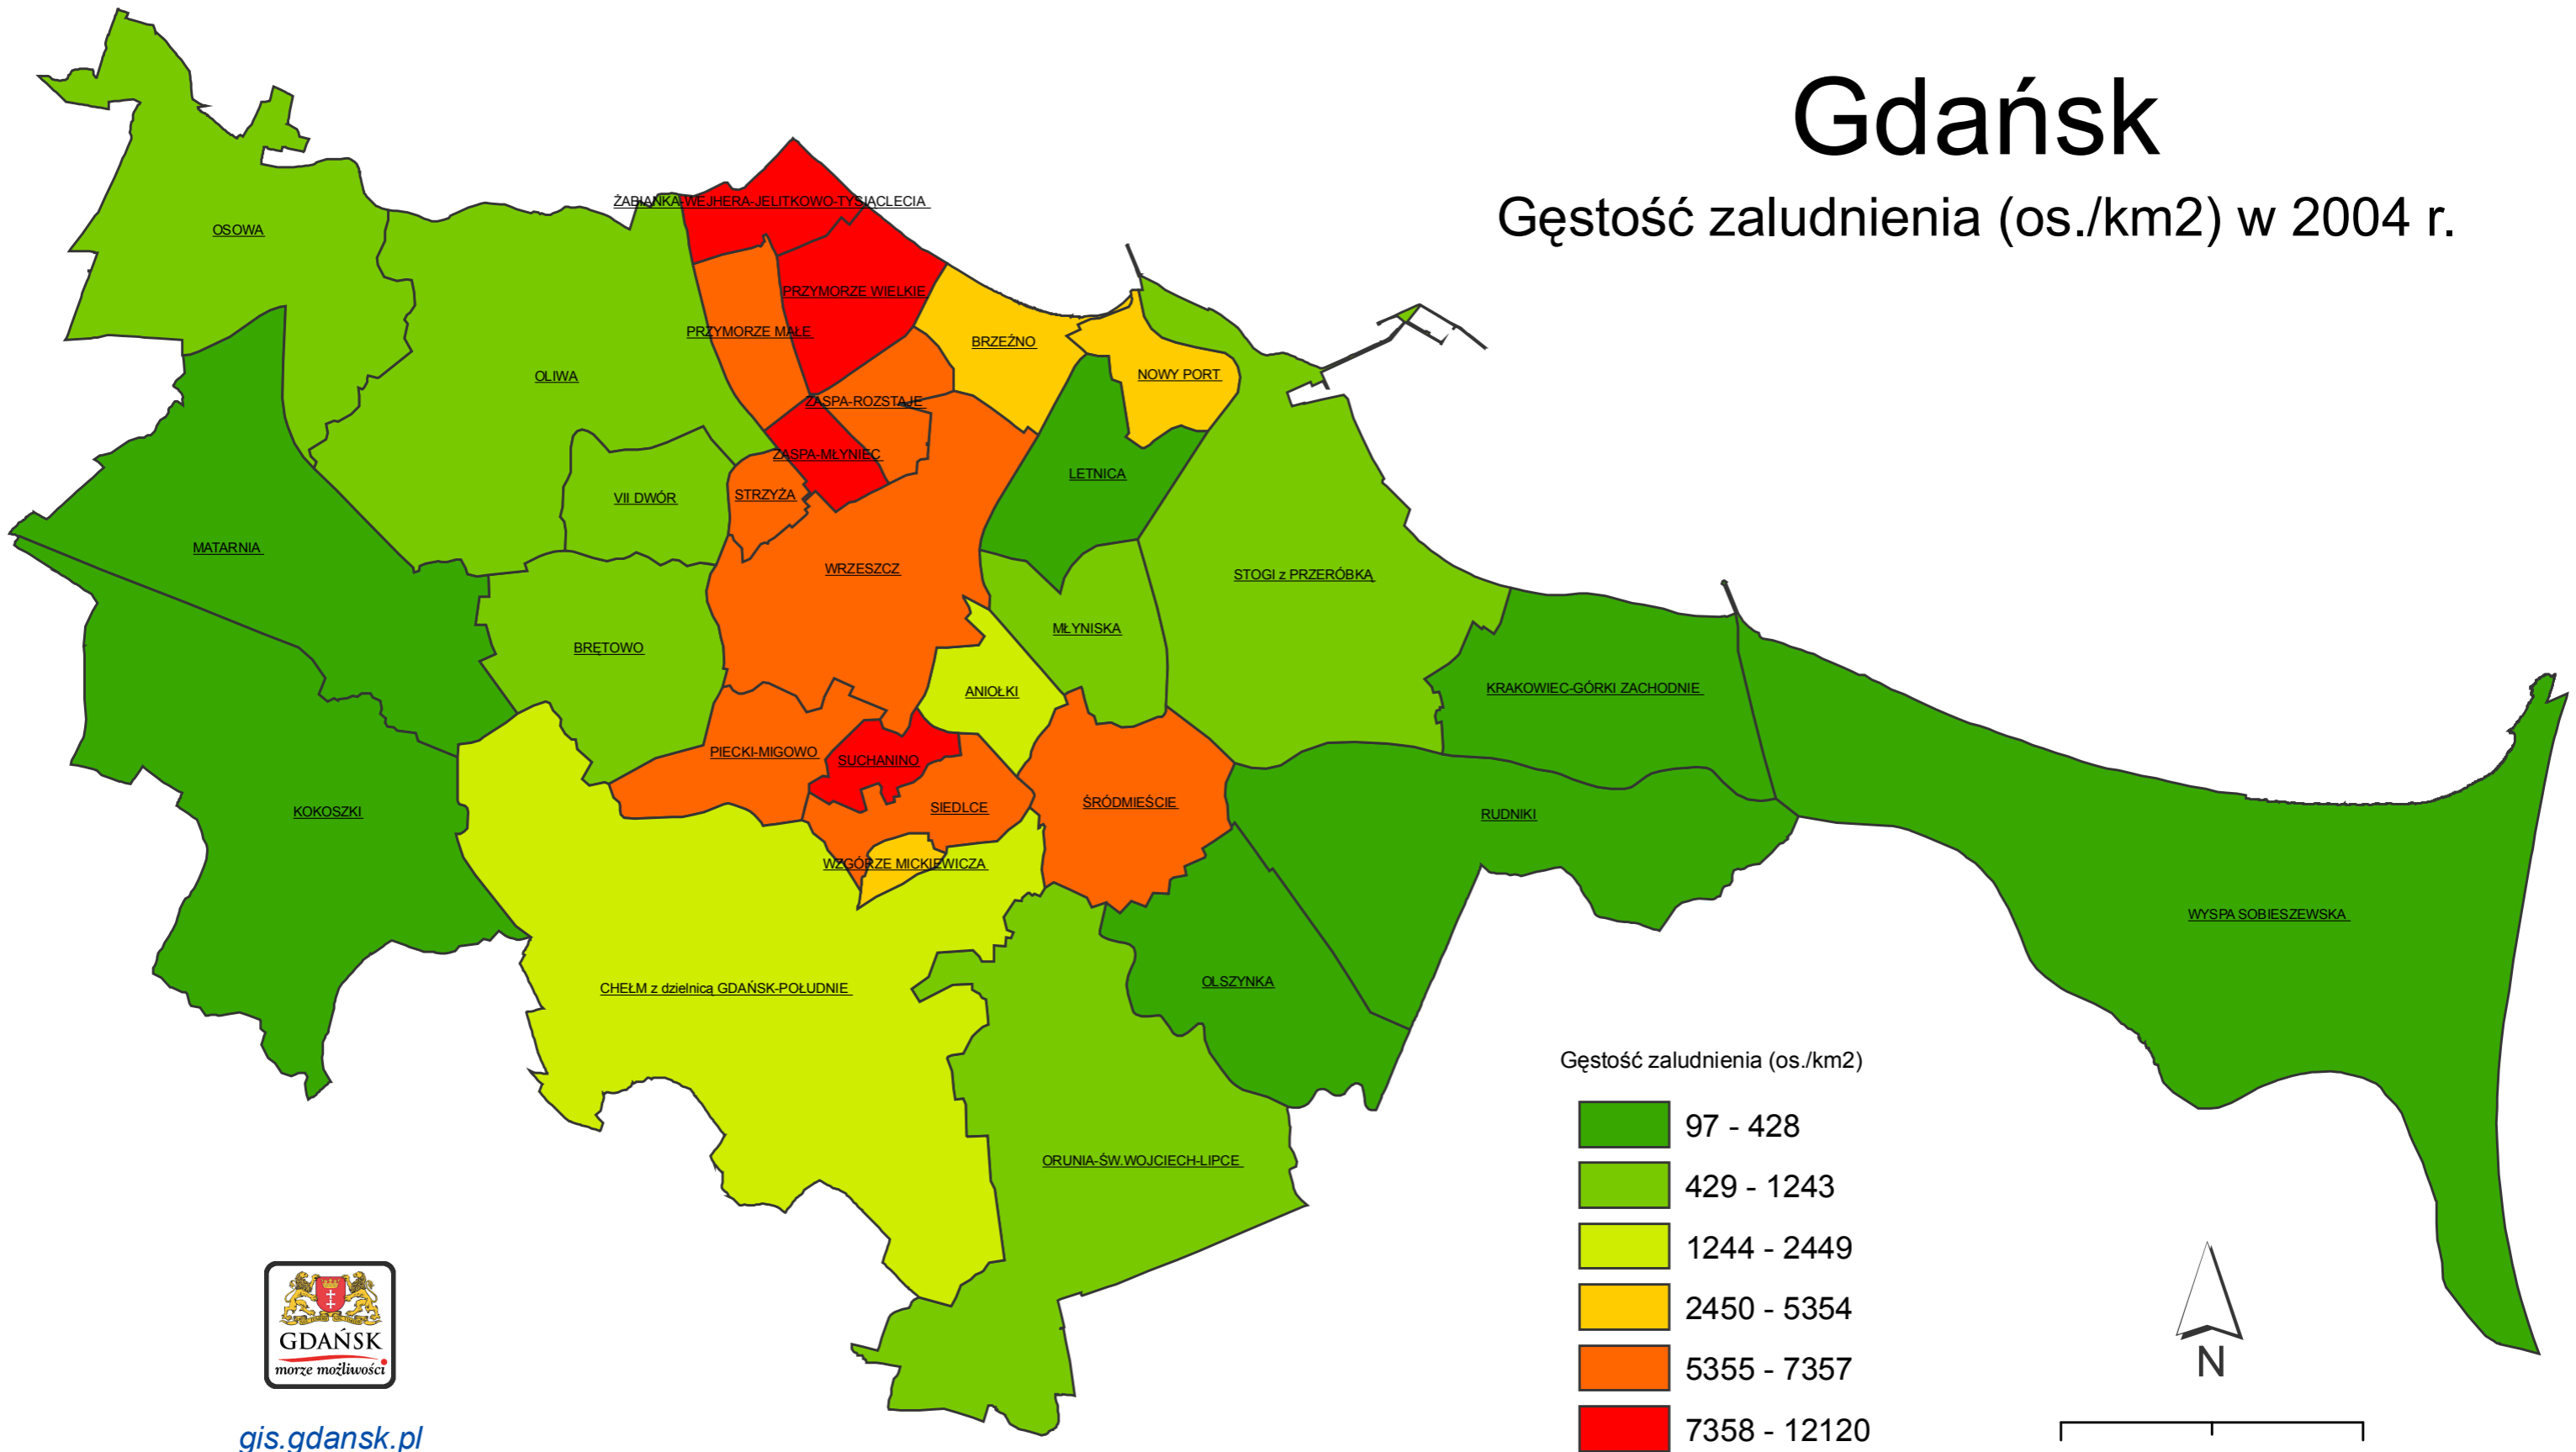 Gdańsk
Gęstość zaludnienia (os./km2) w 2004 r.
ŻABIANKA-WEJHERA-JELITKOWO-TYSIĄCLECIA
OSOWA
PRZYMORZE WIELKIE
PRZYMORZE MAŁE
BRZEŹNO
NOWY PORT
OLIWA
ZASPA-ROZSTAJE
ZASPA-MŁYNIEC
LETNICA
VII DWÓR
STRZYŻA
MATARNIA
WRZESZCZ
STOGI z PRZERÓBKĄ
MŁYNISKA
BRĘTOWO
ANIOŁKI
KRAKOWIEC-GÓRKI ZACHODNIE
PIECKI-MIGOWO
SUCHANINO
KOKOSZKI
SIEDLCE
ŚRÓDMIEŚCIE
RUDNIKI
WZGÓRZE MICKIEWICZA
WYSPA SOBIESZEWSKA
CHEŁM z dzielnicą GDAŃSK-POŁUDNIE
OLSZYNKA
ORUNIA-ŚW.WOJCIECH-LIPCE
Gęstość zaludnienia (os./km2)
97 - 428
429 - 1243
1244 - 2449
2450 - 5354
5355 - 7357
7358 - 12120
N
GDAŃSK
morze możliwości
gis.gdansk.pl